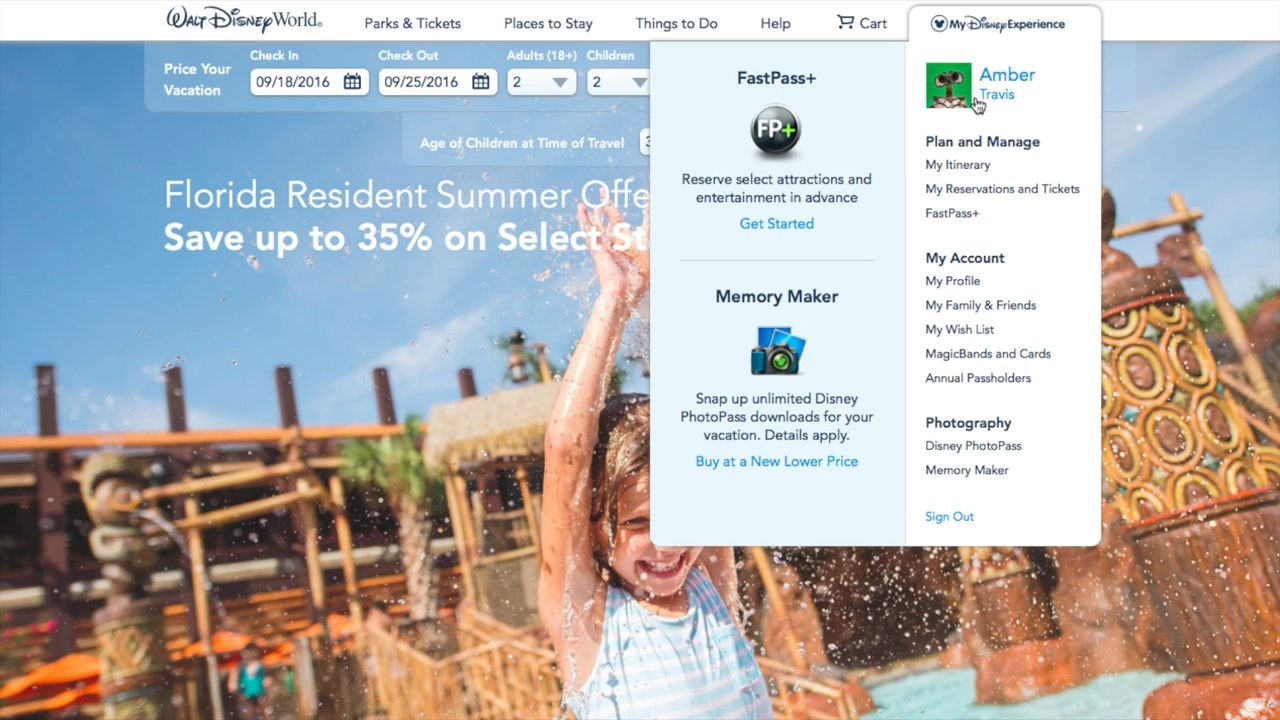 WALT DISNEY World.
Parks & Tickets
Places to Stay
Things to Do
Help
Cart
My Disney Experience
Price Your
Vacation
Check In
09/18/2016
Check Out
09/25/2016
Adults (18+)
2
Children
2
Age of Children at Time of Travel
Florida Resident Summer Offe
Save up to 35% on Select St
FastPass+
FP+
Reserve select attractions and
entertainment in advance
Get Started
Memory Maker
Snap up unlimited Disney
PhotoPass downloads for your
vacation. Details apply.
Buy at a New Lower Price
Amber
Travis
Plan and Manage
My Itinerary
My Reservations and Tickets
FastPass+
My Account
My Profile
My Family & Friends
My Wish List
MagicBands and Cards
Annual Passholders
Photography
Disney PhotoPass
Memory Maker
Sign Out